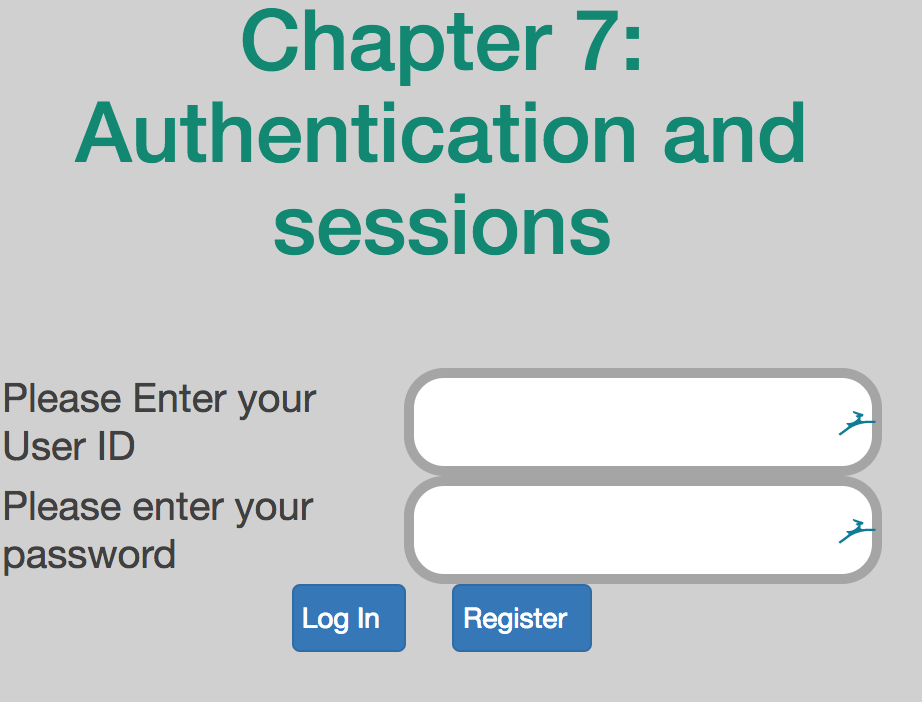 Chapter 7:
Authentication and
sessions
Please Enter your
User ID
Please enter your
password
Log In
Register